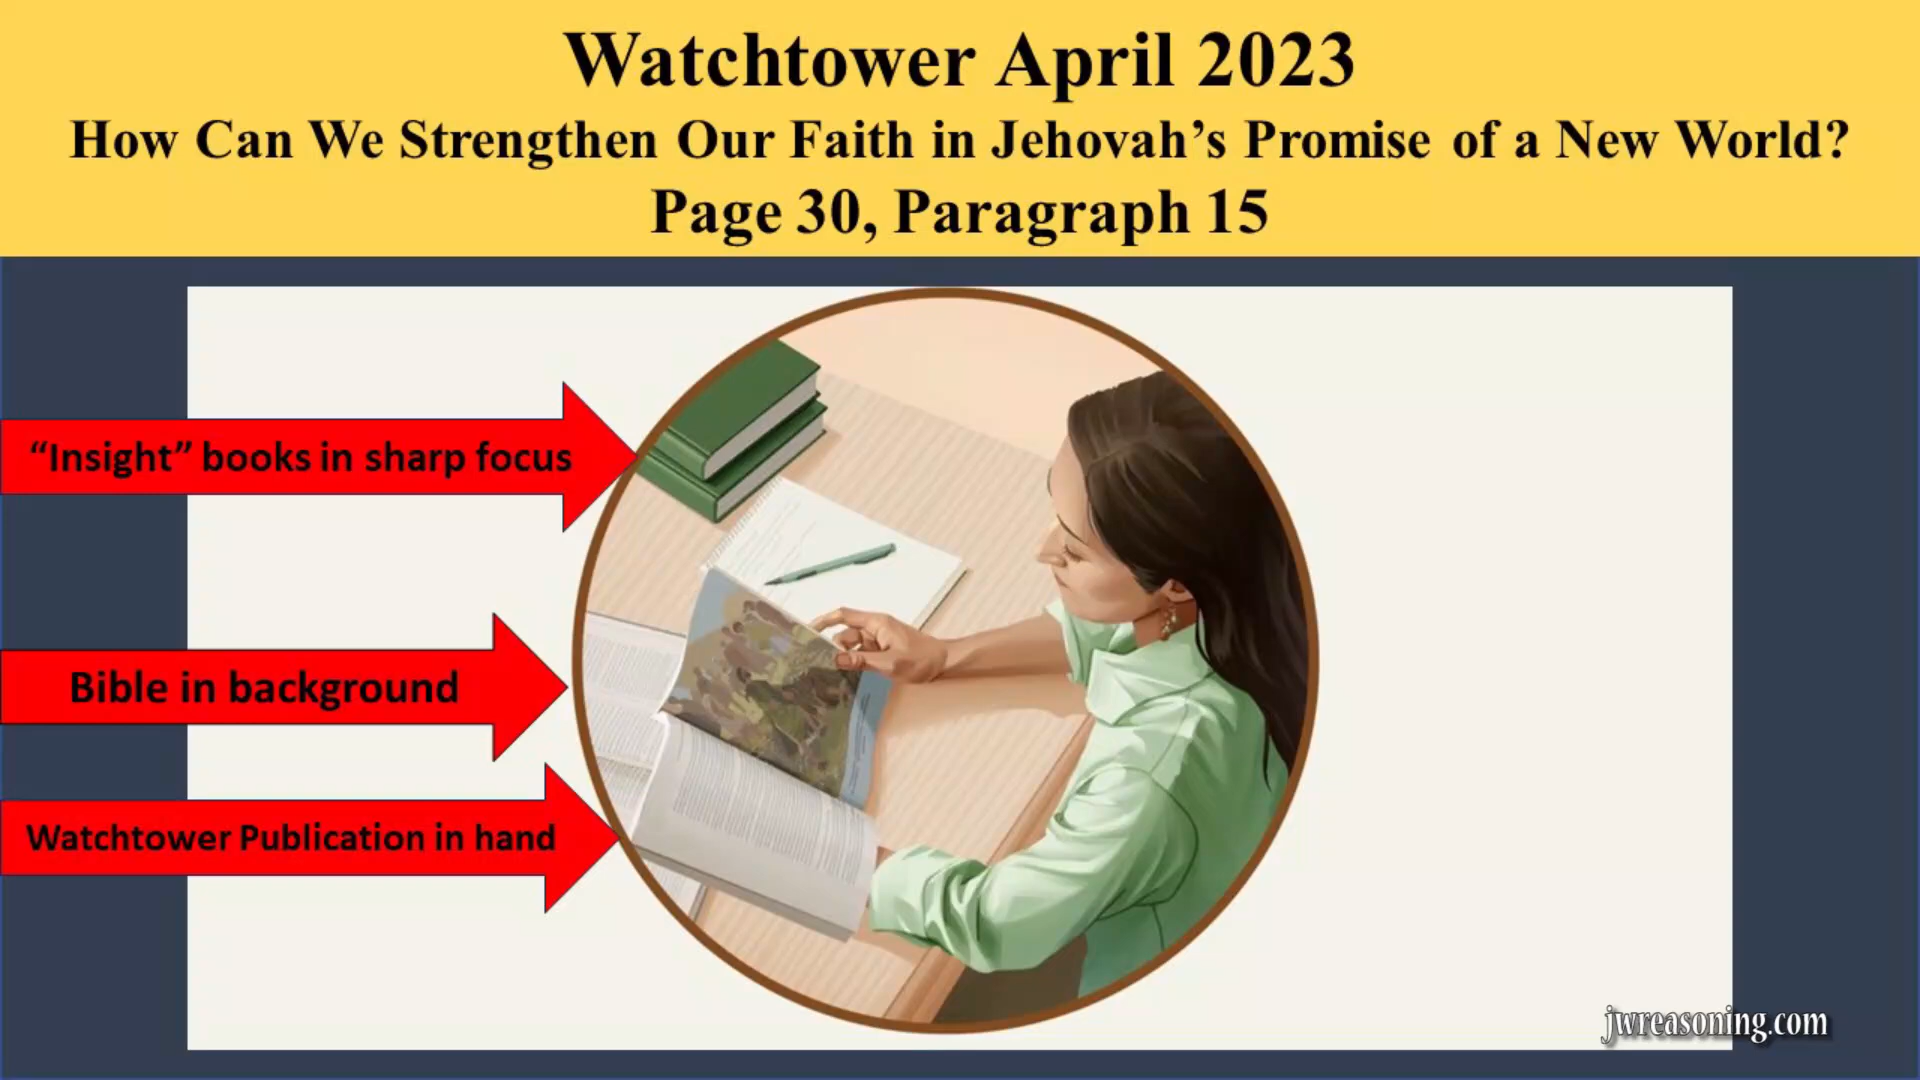 Watchtower April 2023
How Can We Strengthen Our Faith in Jehovah’s Promise of a New World?
Page 30, Paragraph 15
“Insight” books in sharp focus
Bible in background
Watchtower Publication in hand
jwreasoning.com